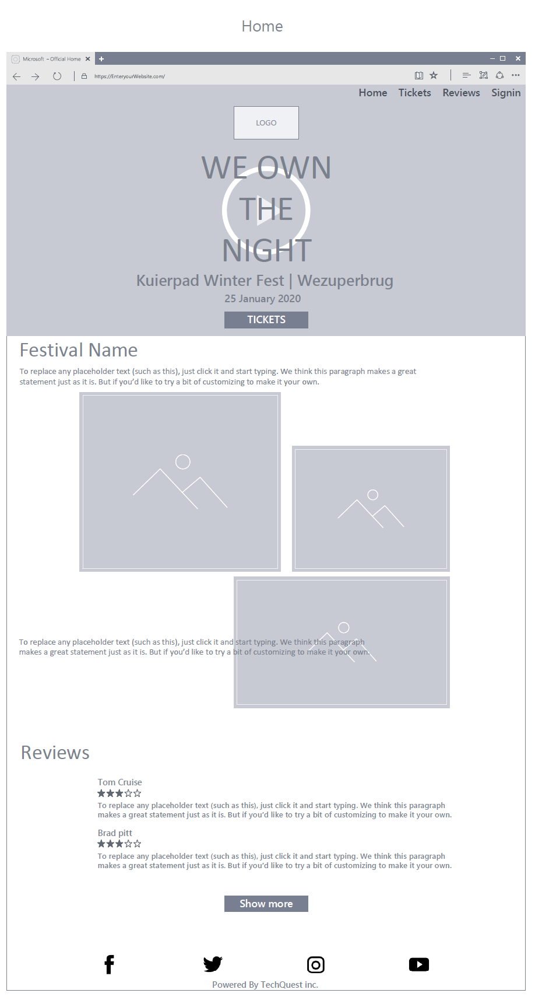 Home
Microsoft – Official Home
https://EnteryourWebsite.com/
Home Tickets Reviews Signin
LOGO
WE OWN
THE
NIGHT
Kuierpad Winter Fest | Wezuperbrug
25 January 2020
TICKETS
Festival Name
To replace any placeholder text (such as this), just click it and start typing. We think this paragraph makes a great
statement just as it is. But if you’d like to try a bit of customizing to make it your own.
To replace any placeholder text (such as this), just click it and start typing. We think this paragraph
makes a great statement just as it is. But if you’d like to try a bit of customizing to make it your own.
Reviews
Tom Cruise
To replace any placeholder text (such as this), just click it and start typing. We think this paragraph
makes a great statement just as it is. But if you’d like to try a bit of customizing to make it your own.
Brad pitt
To replace any placeholder text (such as this), just click it and start typing. We think this paragraph
makes a great statement just as it is. But if you’d like to try a bit of customizing to make it your own.
Show more
Powered By TechQuest inc.